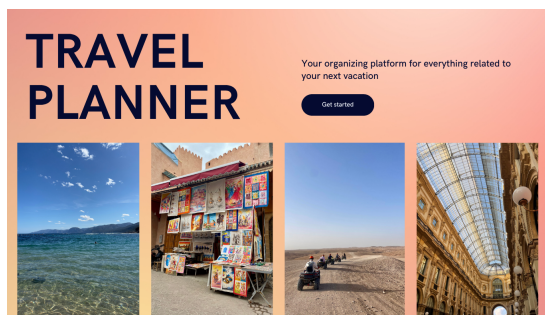 TRAVEL
PLANNER
Your organizing platform for everything related to
your next vacation
Get started